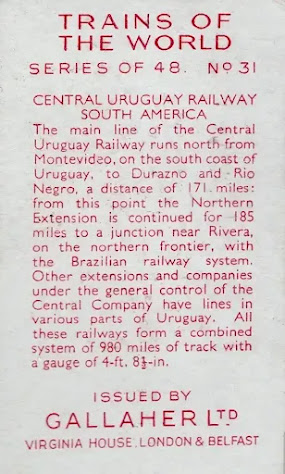 TRAINS OF
THE WORLD
SERIES OF 48. No 31
CENTRAL URUGUAY RAILWAY
SOUTH AMERICA
The main line of the Central
Uruguay Railway runs north from
Montevideo, on the south coast of
Uruguay, to Durazno and Rio
Negro, a distance of 171 miles:
from this point the Northern
Extension is continued for 185
miles to a junction near Rivera,
on the northern frontier, with
the Brazilian railway system.
Other extensions and companies
under the general control of the
Central Company have lines in
various parts of Uruguay. All
these railways form a combined
system of 980 miles of track with
a gauge of 4-ft. 8½-in.
ISSUED BY
GALLAHER LTD
VIRGINIA HOUSE, LONDON & BELFAST